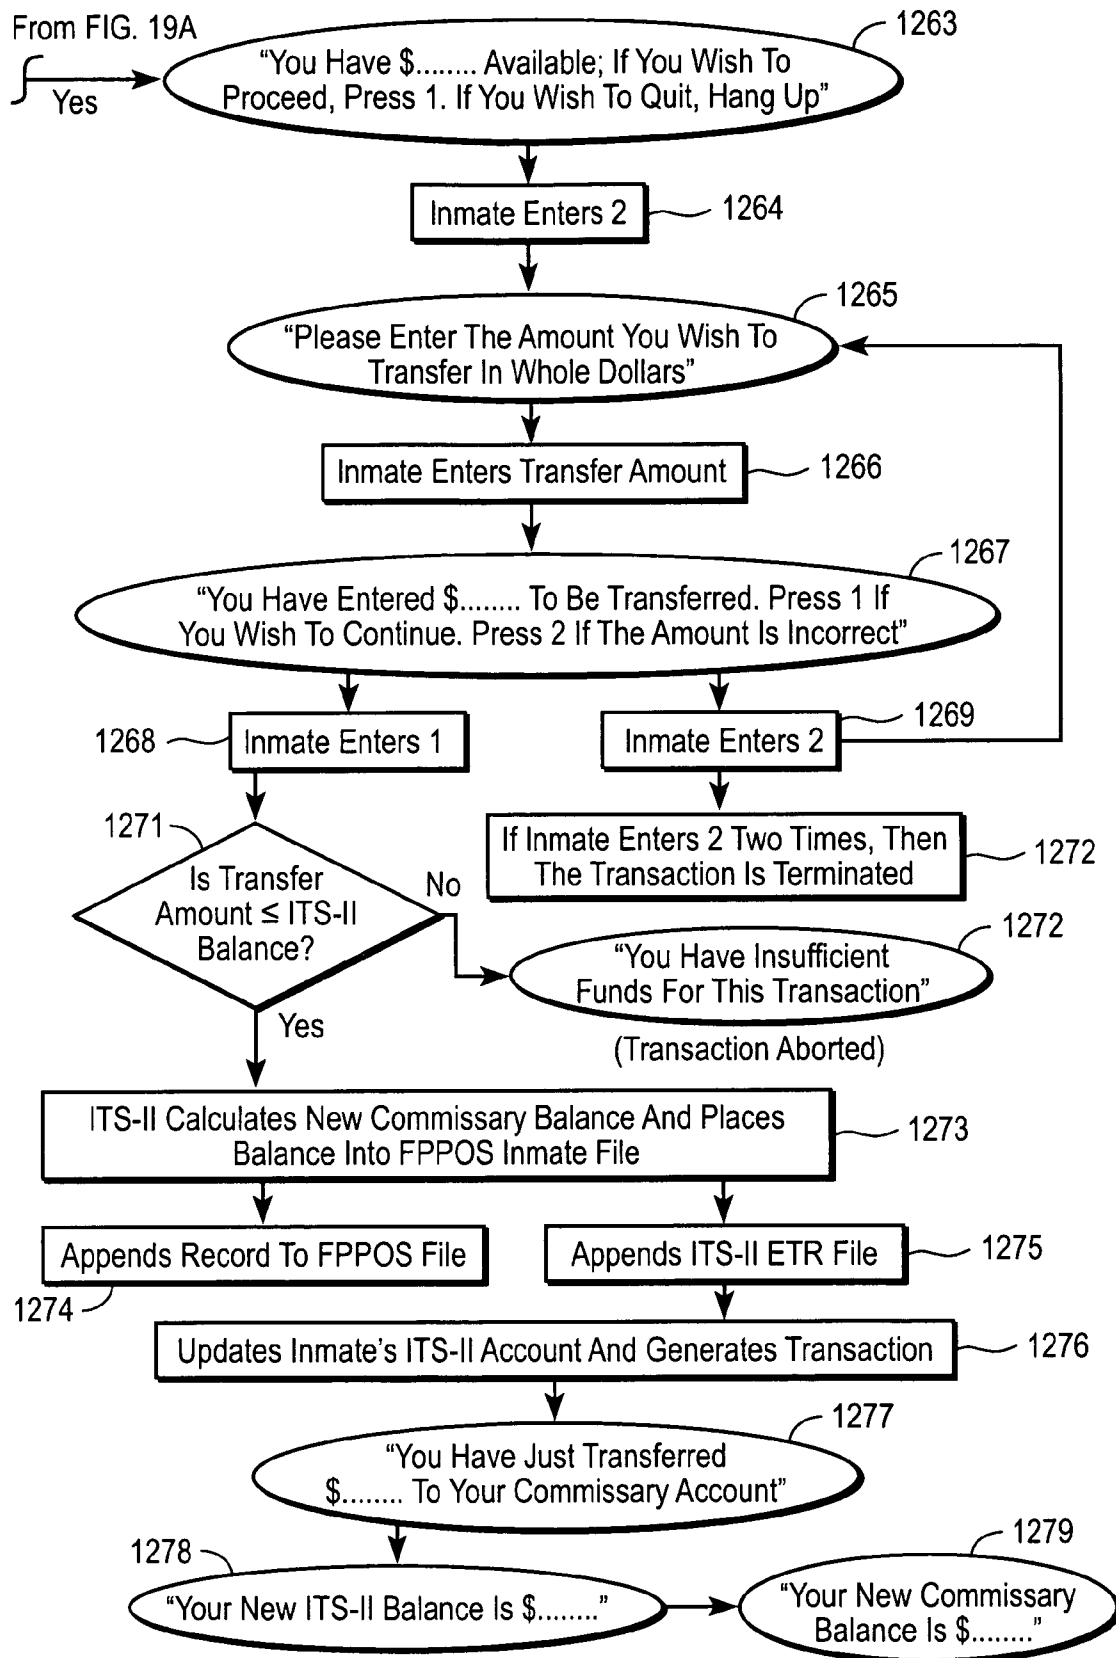 From FIG. 19A
Yes
1263
“You Have $........ Available; If You Wish To
Proceed, Press 1. If You Wish To Quit, Hang Up”
Inmate Enters 2
1264
1265
“Please Enter The Amount You Wish To
Transfer In Whole Dollars”
Inmate Enters Transfer Amount
1266
1267
“You Have Entered $........ To Be Transferred. Press 1 If
You Wish To Continue. Press 2 If The Amount Is Incorrect”
1268
Inmate Enters 1
Inmate Enters 2
1269
If Inmate Enters 2 Two Times, Then
The Transaction Is Terminated
1272
1271
Is Transfer
Amount ≤ ITS-II
Balance?
No
1272
“You Have Insufficient
Funds For This Transaction”
(Transaction Aborted)
Yes
ITS-II Calculates New Commissary Balance And Places
Balance Into FPPOS Inmate File
1273
Appends Record To FPPOS File
1274
Appends ITS-II ETR File
1275
Updates Inmate’s ITS-II Account And Generates Transaction
1276
1277
“You Have Just Transferred
$........ To Your Commissary Account”
1278
“Your New ITS-II Balance Is $........”
1279
“Your New Commissary
Balance Is $........”